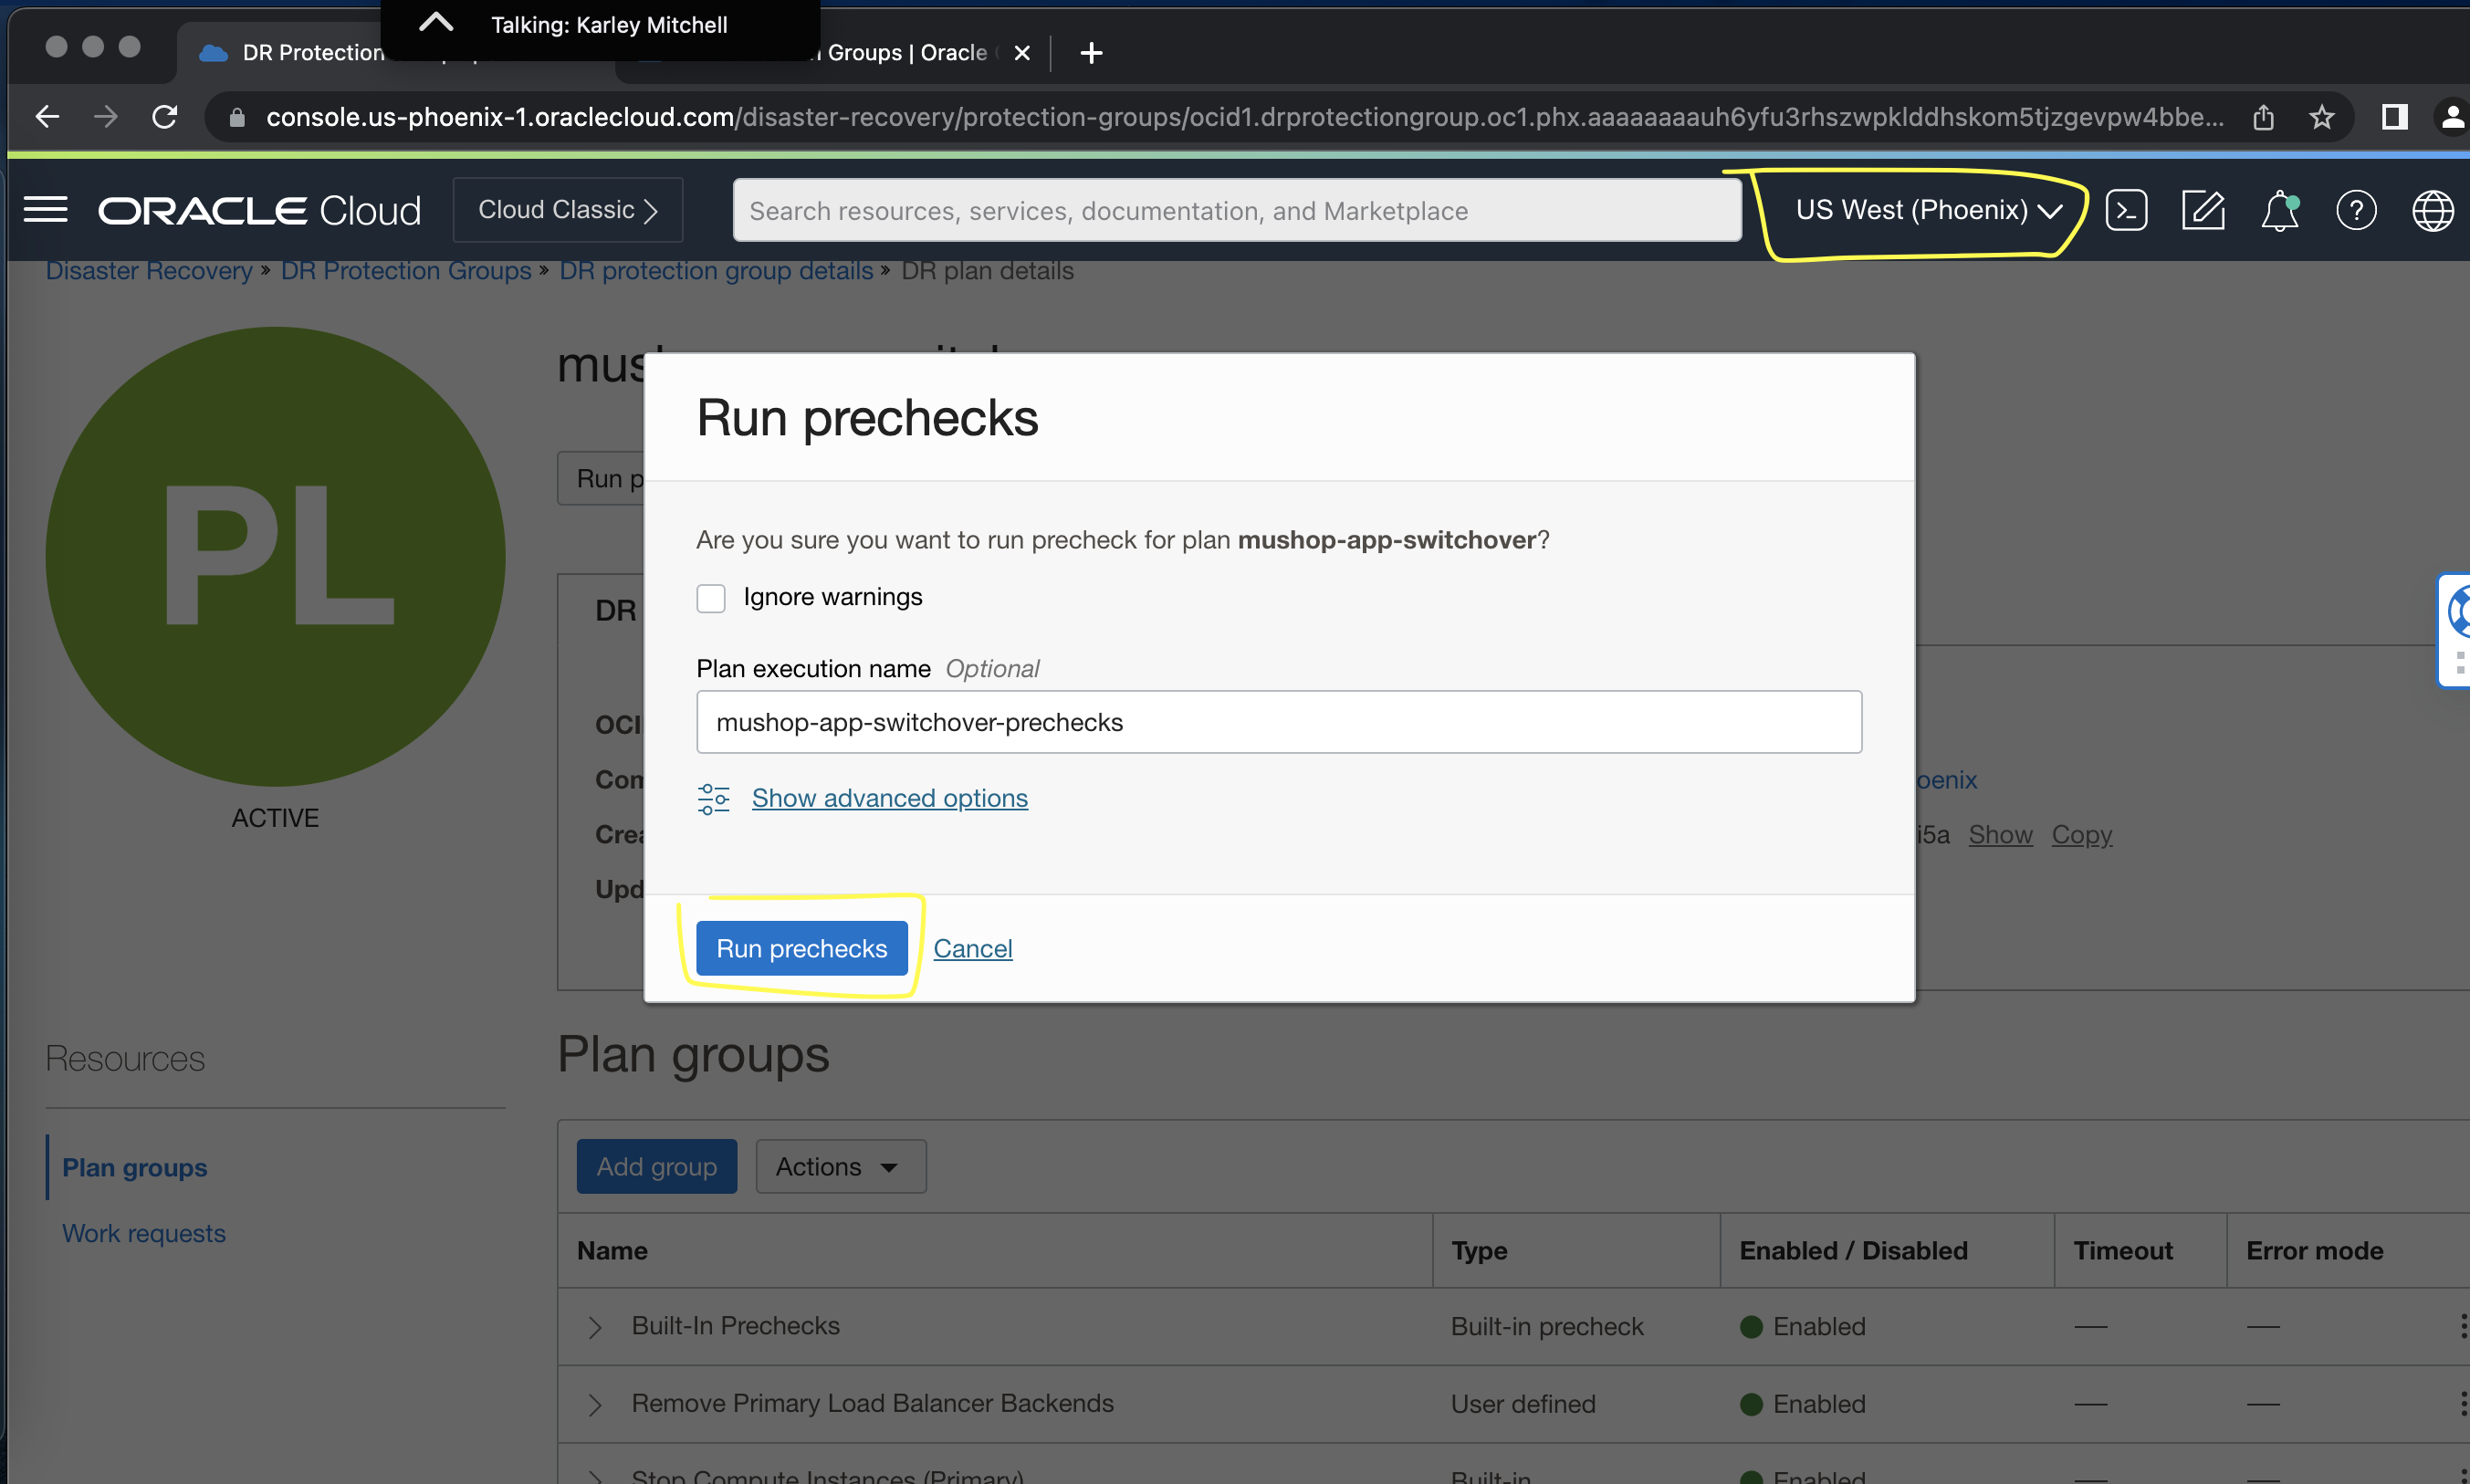 Talking: Karley Mitchell
DR Protection
Groups | Oracle
console.us-phoenix-1.oraclecloud.com/disaster-recovery/protection-groups/ocid1.drprotectiongroup.oc1.phx.aaaaaaaauh6yfu3rhszwpklddhskom5tjzgevpw4bbe...
ORACLE Cloud
Cloud Classic
Search resources, services, documentation, and Marketplace
US West (Phoenix)
Disaster Recovery » DR Protection Groups » DR protection group details » DR plan details
PL
ACTIVE
mus
Run p
Run prechecks
Are you sure you want to run precheck for plan mushop-app-switchover?
Ignore warnings
Plan execution name Optional
mushop-app-switchover-prechecks
Show advanced options
Run prechecks
Cancel
DR
OCI
Com
Crea
Upd
oenix
i5a Show Copy
Resources
Plan groups
Work requests
Plan groups
Add group
Actions
Name Type Enabled / Disabled Timeout Error mode
Built-In Prechecks Built-in precheck Enabled — —
Remove Primary Load Balancer Backends User defined Enabled — —
Stop Compute Instances (Primary) Built-in Enabled — —